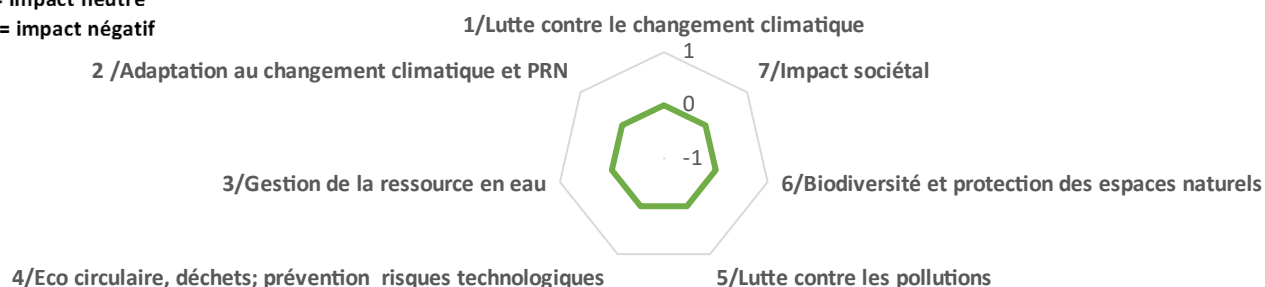 = impact neutre
= impact négatif
1/Lutte contre le changement climatique
1
2 /Adaptation au changement climatique et PRN
7/Impact sociétal
0
-1
3/Gestion de la ressource en eau
6/Biodiversité et protection des espaces naturels
4/Eco circulaire, déchets; prévention  risques technologiques
5/Lutte contre les pollutions